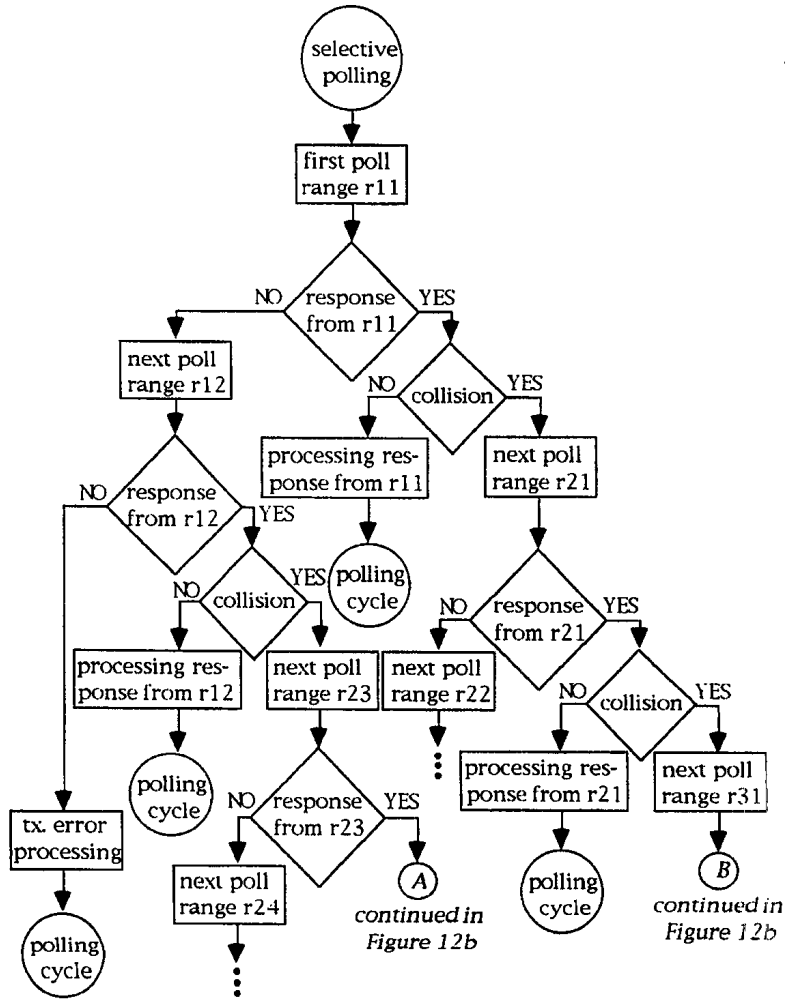 selective
polling
first poll
range r11
NO
response
from r11
YES
next poll
range r12
NO
collision
YES
processing res-
ponse from r11
next poll
range r21
NO
response
from r12
YES
polling
cycle
NO
collision
YES
NO
response
from r21
YES
processing res-
ponse from r12
next poll
range r23
next poll
range r22
NO
collision
YES
polling
cycle
processing res-
ponse from r21
next poll
range r31
NO
response
from r23
YES
tx. error
processing
next poll
range r24
A
continued in
Figure 12b
polling
cycle
B
continued in
Figure 12b
polling
cycle